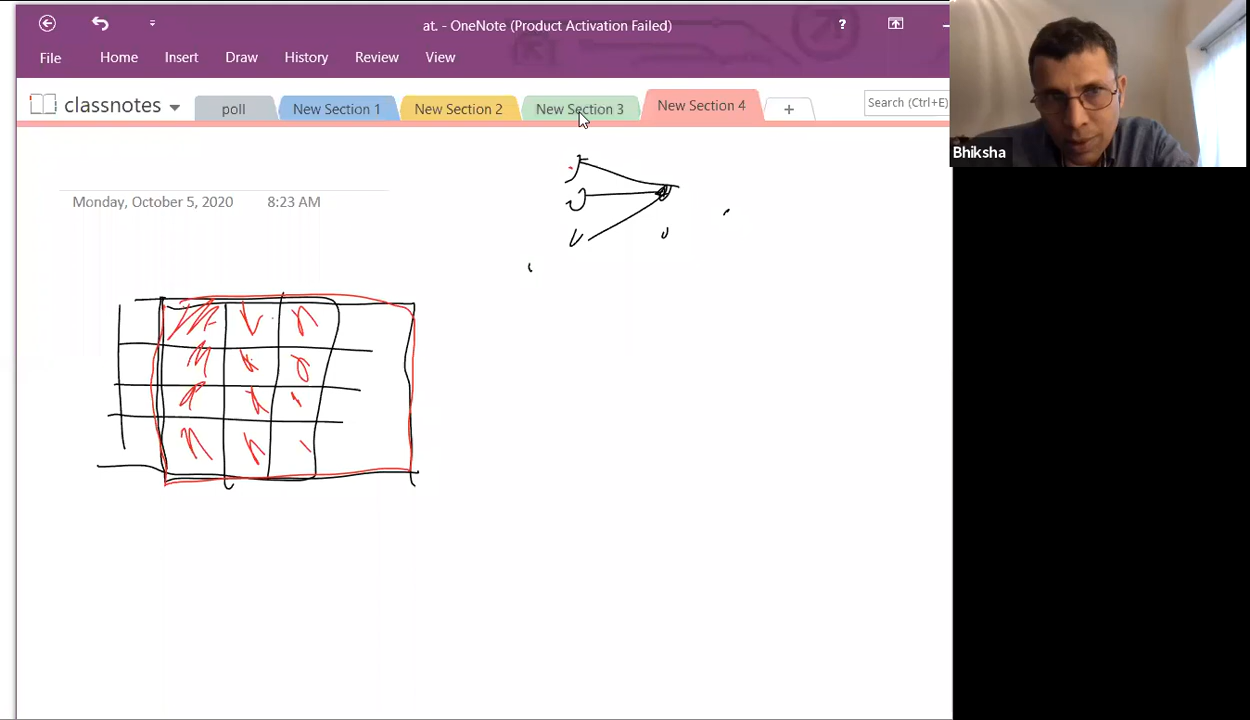 at. - OneNote (Product Activation Failed)
?
File Home Insert Draw History Review View
classnotes poll New Section 1 New Section 2 New Section 3 New Section 4 + Search (Ctrl+E)
Bhiksha
Monday, October 5, 2020 8:23 AM